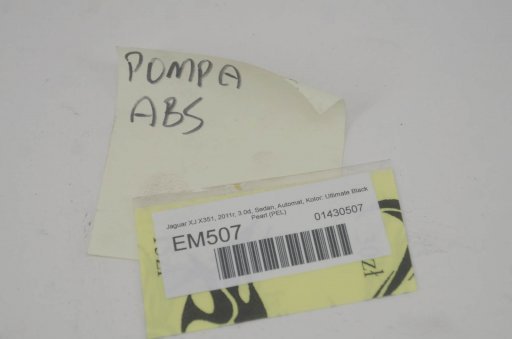 POMPA
ABS
Jaguar XJ X351, 2011r, 3.0d, Sedan, Automat, Kolor: Ultimate Black
Pearl (PEL)
EM507
01430507